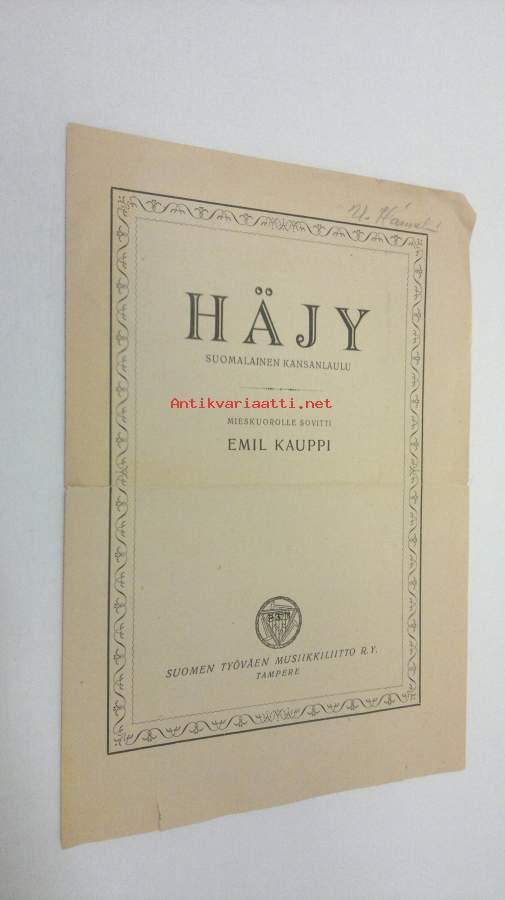 HÄJY
SUOMALAINEN KANSANLAULU
Antikvariaatti.net
MIESKUOROLLE SOVITTI
EMIL KAUPPI
SUOMEN TYÖVÄEN MUSIIKKILIITTO R.Y.
TAMPERE